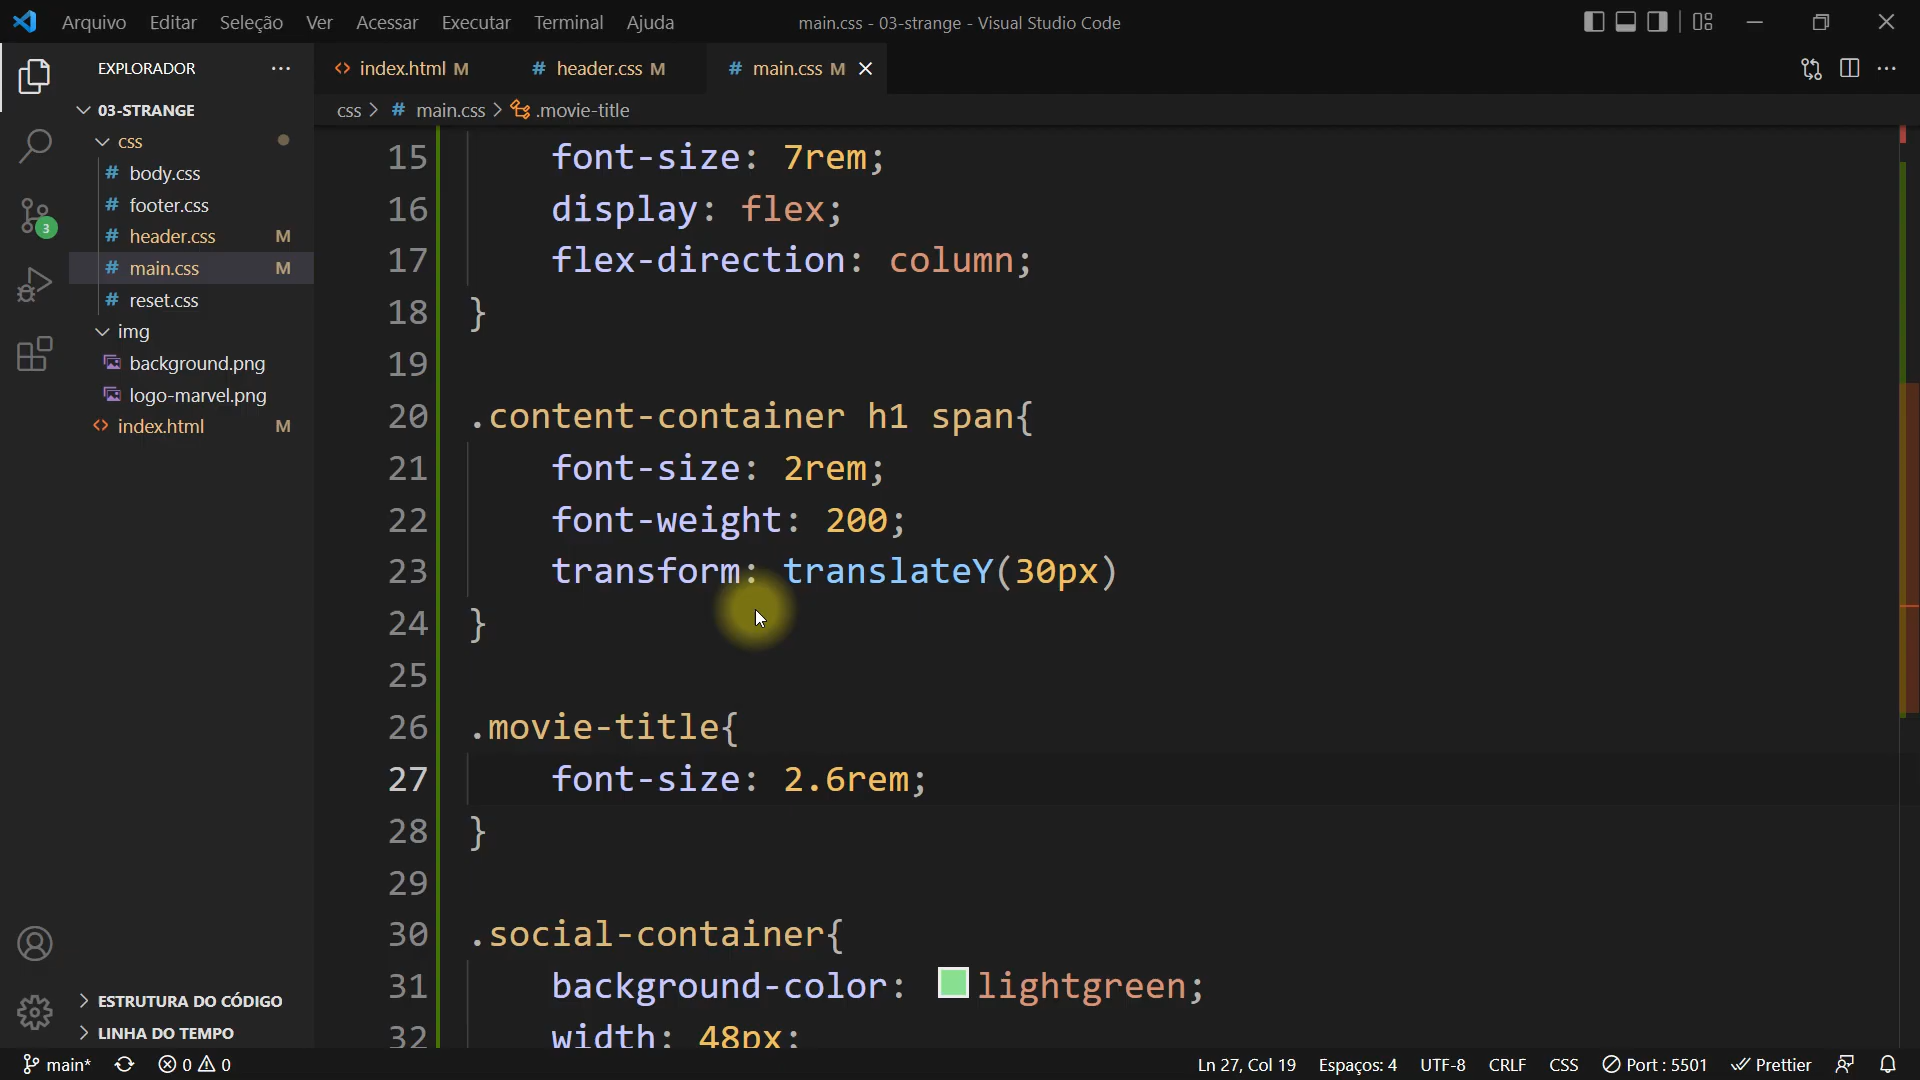 Arquivo Editar Seleção Ver Acessar Executar Terminal Ajuda main.css - 03-strange - Visual Studio Code
EXPLORADOR ···
03-STRANGE
css
# body.css
# footer.css
# header.css M
# main.css M
# reset.css
img
background.png
logo-marvel.png
<> index.html M
3
ESTRUTURA DO CÓDIGO
LINHA DO TEMPO
<> index.html M # header.css M # main.css M
css > # main.css > .movie-title
15 font-size: 7rem;
16 display: flex;
17 flex-direction: column;
18 }
19
20 .content-container h1 span{
21 font-size: 2rem;
22 font-weight: 200;
23 transform: translateY(30px)
24 }
25
26 .movie-title{
27 font-size: 2.6rem;
28 }
29
30 .social-container{
31 background-color: lightgreen;
32 width: 48px;
main* 0 0 Ln 27, Col 19 Espaços: 4 UTF-8 CRLF CSS Port : 5501 Prettier